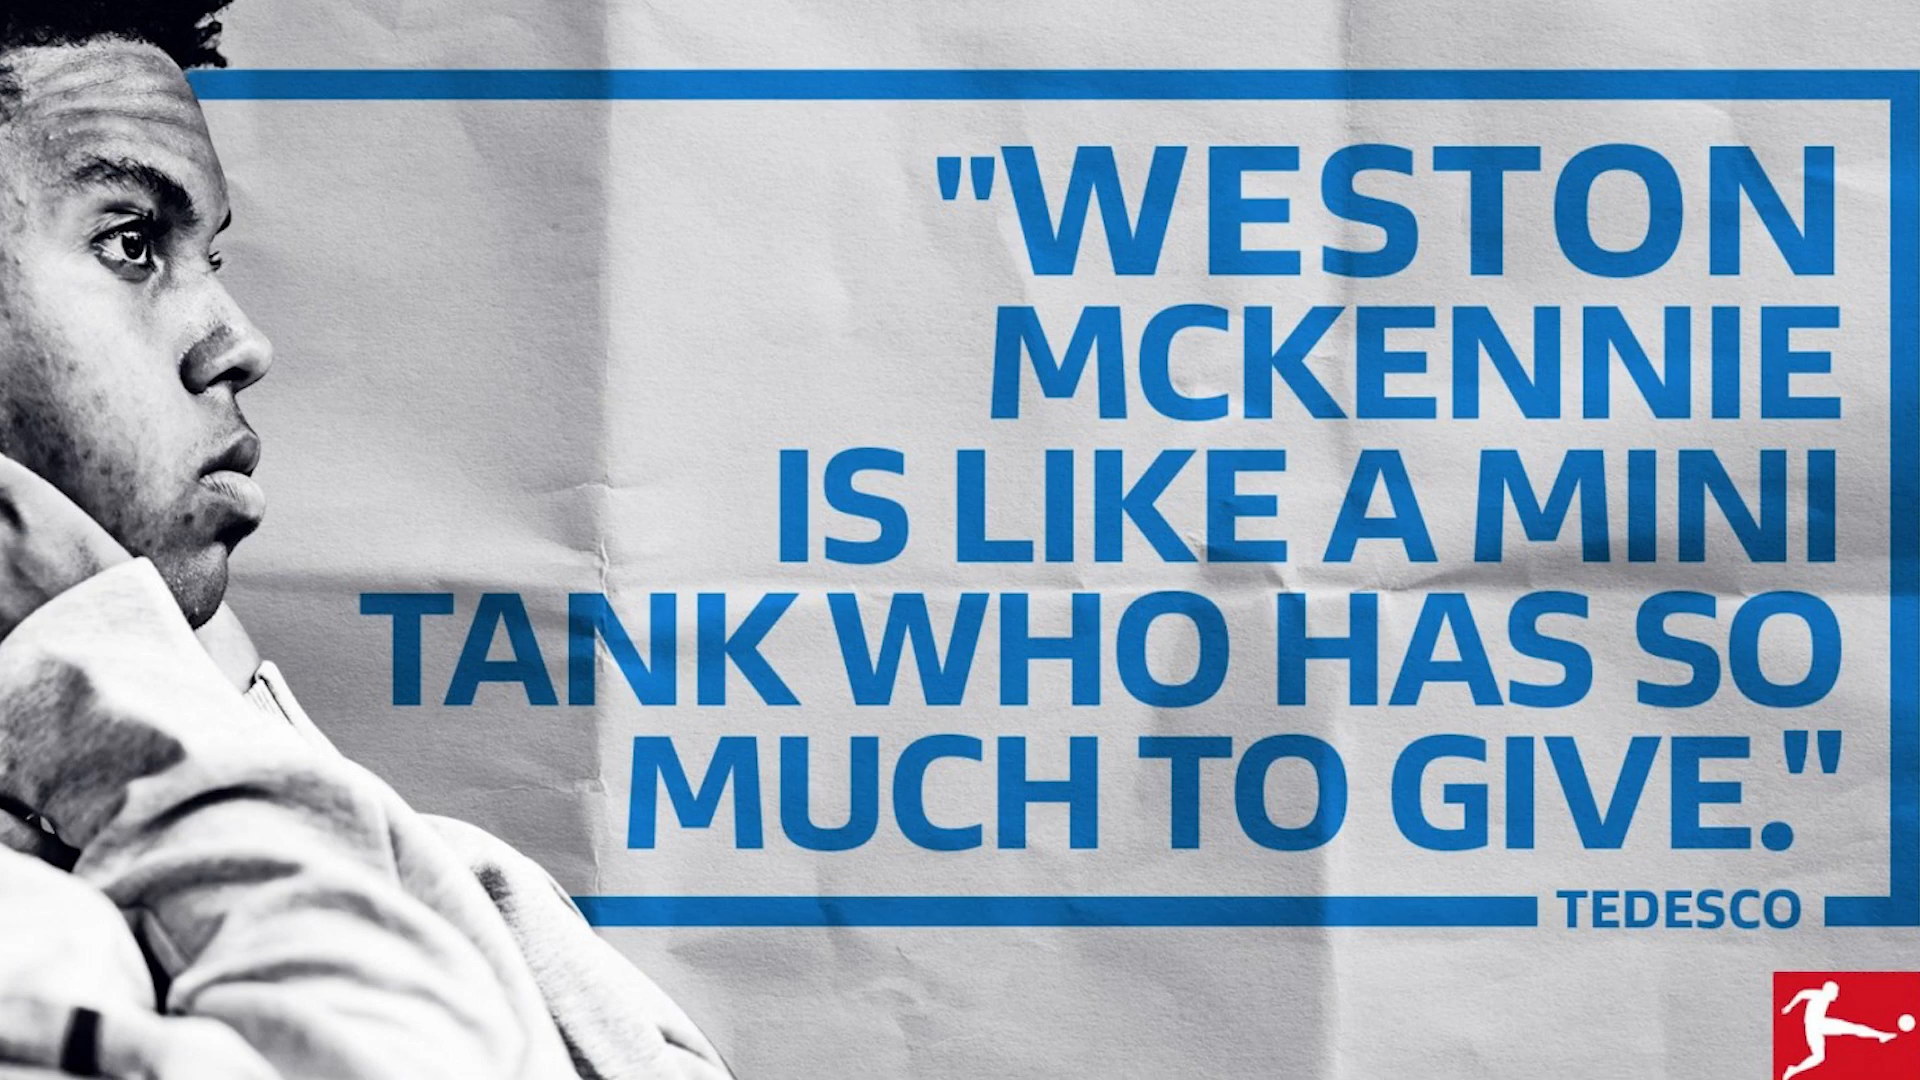 "WESTON
MCKENNIE
IS LIKE A MINI
TANK WHO HAS SO
MUCH TO GIVE."
TEDESCO